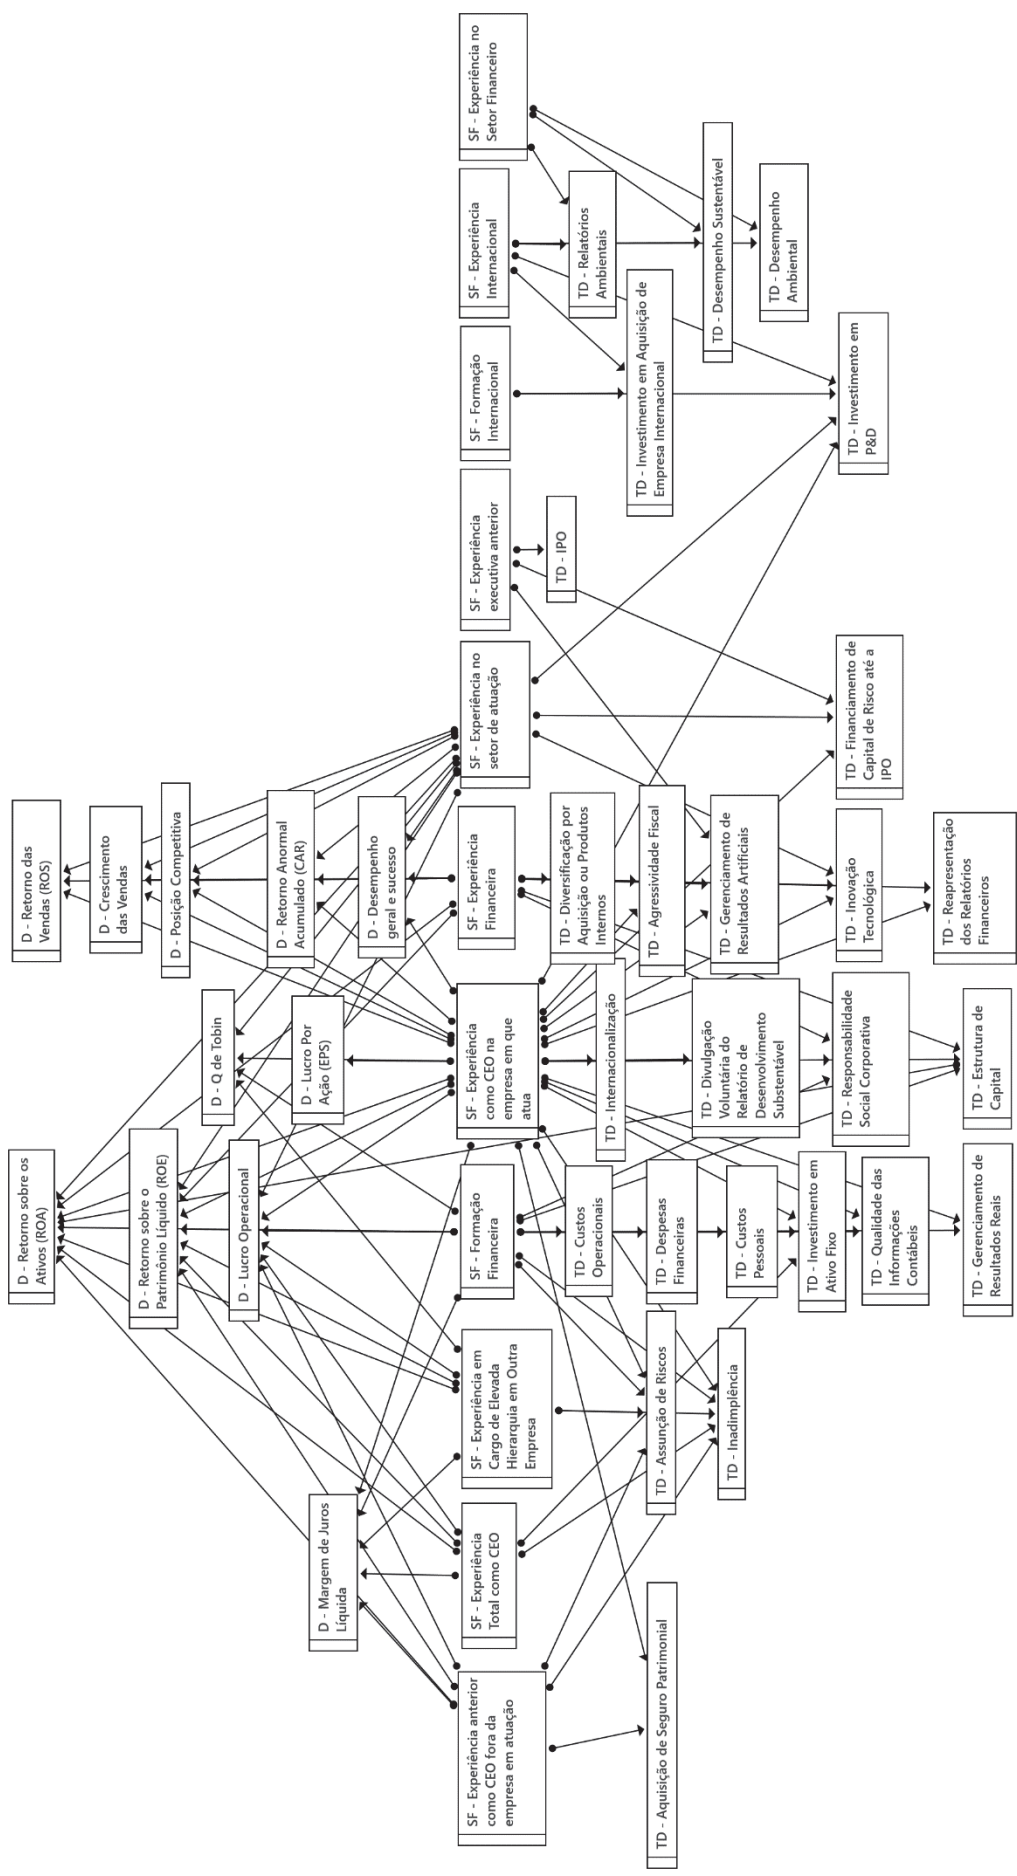 D - Retorno sobre os
Ativos (ROA)
D - Retorno das
Vendas (ROS)
D - Crescimento
das Vendas
D - Retorno sobre o
Patrimônio Líquido (ROE)
D - Posição Competitiva
D - Q de Tobin
D - Lucro Operacional
D - Retorno Anormal
Acumulado (CAR)
D - Margem de Juros
Líquida
D - Lucro Por
Ação (EPS)
D - Desempenho
geral e sucesso
SF - Experiência anterior
como CEO fora da
empresa em atuação
SF - Experiência
Total como CEO
SF - Experiência em
Cargo de Elevada
Hierarquia em Outra
Empresa
SF - Formação
Financeira
SF - Experiência
como CEO na
empresa em que
atua
SF - Experiência
Financeira
SF - Experiência no
setor de atuação
SF - Experiência
executiva anterior
SF - Formação
Internacional
SF - Experiência
Internacional
SF - Experiência no
Setor Financeiro
TD - Custos
Operacionais
TD - Internacionalização
TD - Diversificação por
Aquisição ou Produtos
Internos
TD - IPO
TD - Relatórios
Ambientais
TD - Aquisição de Seguro Patrimonial
TD - Assunção de Riscos
TD - Despesas
Financeiras
TD - Agressividade Fiscal
TD - Investimento em Aquisição de
Empresa Internacional
TD - Inadimplência
TD - Custos
Pessoais
TD - Divulgação
Voluntária do
Relatório de
Desenvolvimento
Substentável
TD - Gerenciamento de
Resultados Artificiais
TD - Desempenho Sustentável
TD - Desempenho
Ambiental
TD - Investimento em
Ativo Fixo
TD - Responsabilidade
Social Corporativa
TD - Inovação
Tecnológica
TD - Financiamento de
Capital de Risco até a
IPO
TD - Investimento em
P&D
TD - Qualidade das
Informações
Contábeis
TD - Reapresentação
dos Relatórios
Financeiros
TD - Gerenciamento de
Resultados Reais
TD - Estrutura de
Capital